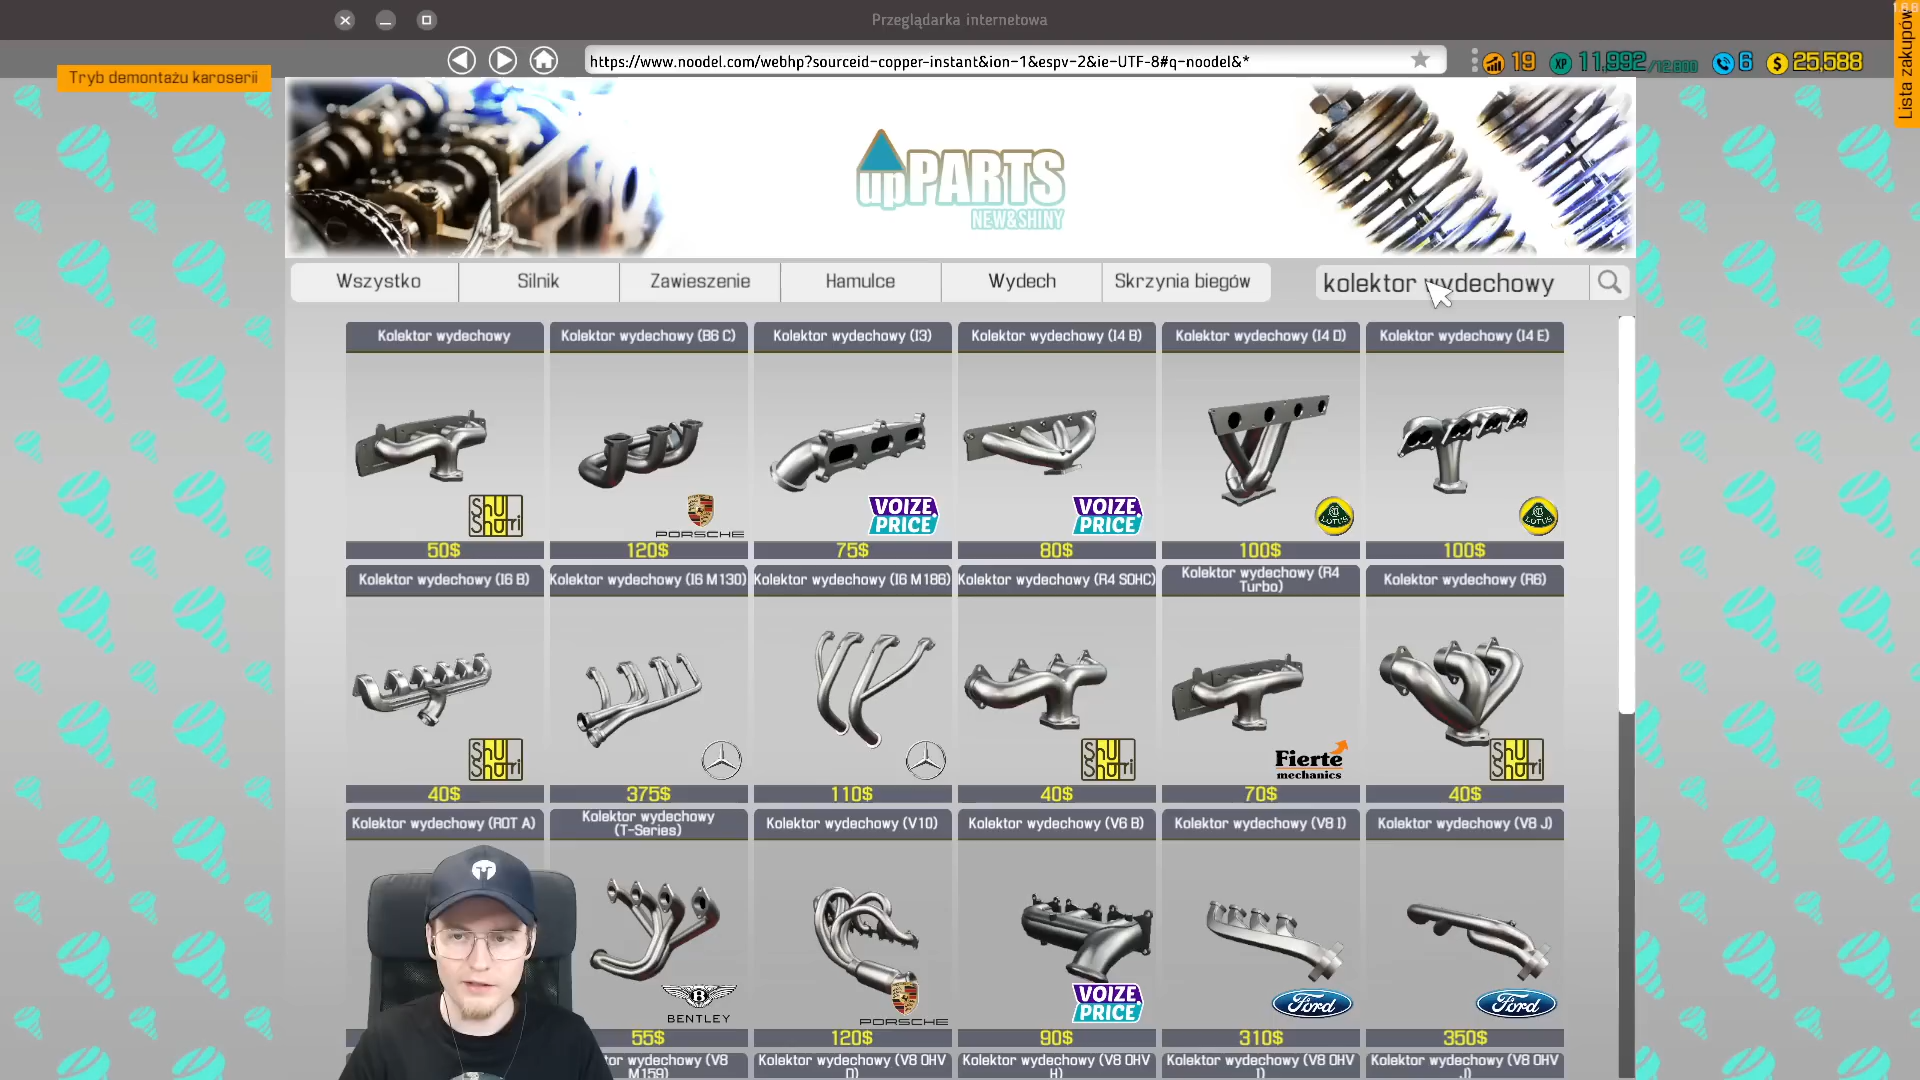 Przeglądarka internetowa
https://www.noodel.com/webhp?sourceid-copper-instant&ion-1&espv-2&ie-UTF-8#q-noodel&*
19
XP 11,992/12,800
6
$ 25,588
Lista zakupów
Tryb demontażu karoserii
upPARTS
NEW&SHINY
Wszystko
Silnik
Zawieszenie
Hamulce
Wydech
Skrzynia biegów
kolektor wydechowy
Kolektor wydechowy
Kolektor wydechowy (B6 C)
Kolektor wydechowy (I3)
Kolektor wydechowy (I4 B)
Kolektor wydechowy (I4 D)
Kolektor wydechowy (I4 E)
Shu
Shuri
PORSCHE
VOIZE
PRICE
VOIZE
PRICE
LOTUS
LOTUS
50$
120$
75$
80$
100$
100$
Kolektor wydechowy (I6 B)
Kolektor wydechowy (I6 M130)
Kolektor wydechowy (I6 M186)
Kolektor wydechowy (R4 SOHC)
Kolektor wydechowy (R4
Turbo)
Kolektor wydechowy (R6)
Shu
Shuri
Shu
Shuri
Fierte
mechanics
Shu
Shuri
40$
375$
110$
40$
70$
40$
Kolektor wydechowy (ROT A)
Kolektor wydechowy
(T-Series)
Kolektor wydechowy (V10)
Kolektor wydechowy (V6 B)
Kolektor wydechowy (V8 I)
Kolektor wydechowy (V8 J)
B
BENTLEY
PORSCHE
VOIZE
PRICE
Ford
Ford
55$
120$
90$
310$
350$
or wydechowy (V8
M159)
Kolektor wydechowy (V8 OHV
D)
Kolektor wydechowy (V8 OHV
H)
Kolektor wydechowy (V8 OHV
I)
Kolektor wydechowy (V8 OHV
J)